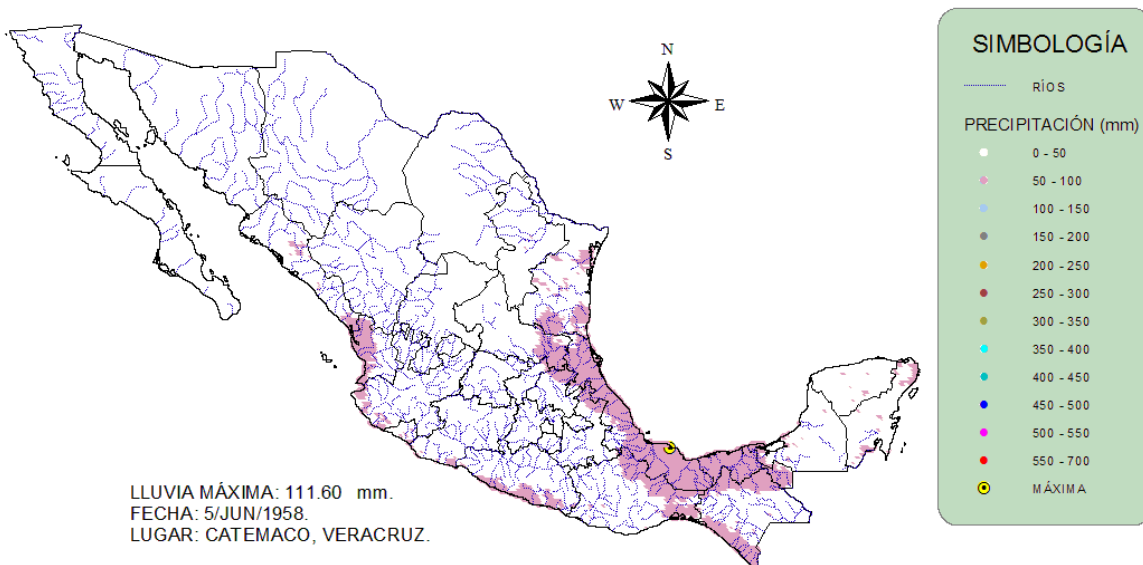 N
W E
S
SIMBOLOGÍA
RÍOS
PRECIPITACIÓN (mm)
0 - 50
50 - 100
100 - 150
150 - 200
200 - 250
250 - 300
300 - 350
350 - 400
400 - 450
450 - 500
500 - 550
550 - 700
MÁXIMA
LLUVIA MÁXIMA: 111.60 mm.
FECHA: 5/JUN/1958.
LUGAR: CATEMACO, VERACRUZ.